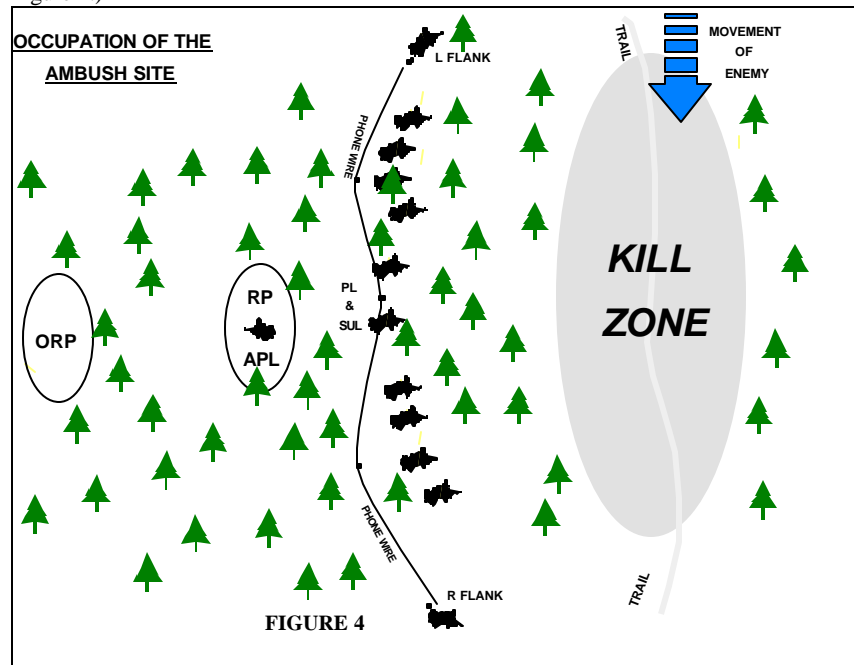 OCCUPATION OF THE
AMBUSH SITE
L FLANK
TRAIL
MOVEMENT
OF
ENEMY
PHONE WIRE
KILL
ZONE
ORP
RP
APL
PL
&
SUL
PHONE WIRE
R FLANK
TRAIL
FIGURE 4